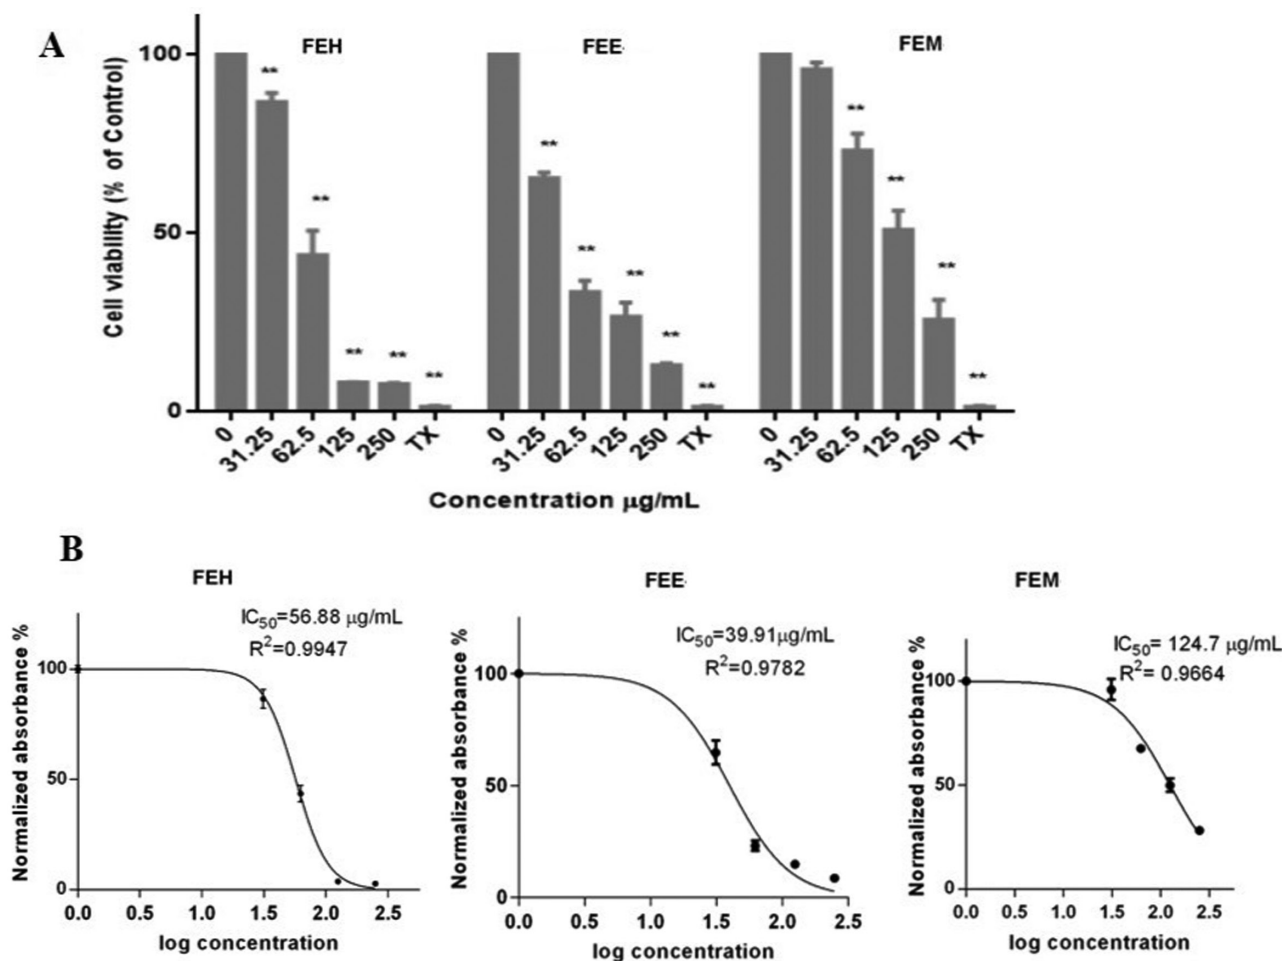 A
FEH
FEE
FEM
Cell viability (% of Control)
100
50
0
**
**
**
**
**
**
**
**
**
**
**
**
**
**
0
31.25
62.5
125
250
TX
0
31.25
62.5
125
250
TX
0
31.25
62.5
125
250
TX
Concentration µg/mL
B
FEH
IC50=56.88 µg/mL
R2=0.9947
Normalized absorbance %
100
50
0
0.0 0.5 1.0 1.5 2.0 2.5
log concentration
FEE
IC50=39.91µg/mL
R2=0.9782
Normalized absorbance %
100
50
0
0.0 0.5 1.0 1.5 2.0 2.5
log concentration
FEM
IC50= 124.7 µg/mL
R2= 0.9664
Normalized absorbance %
100
50
0
0.0 0.5 1.0 1.5 2.0 2.5
log concentration